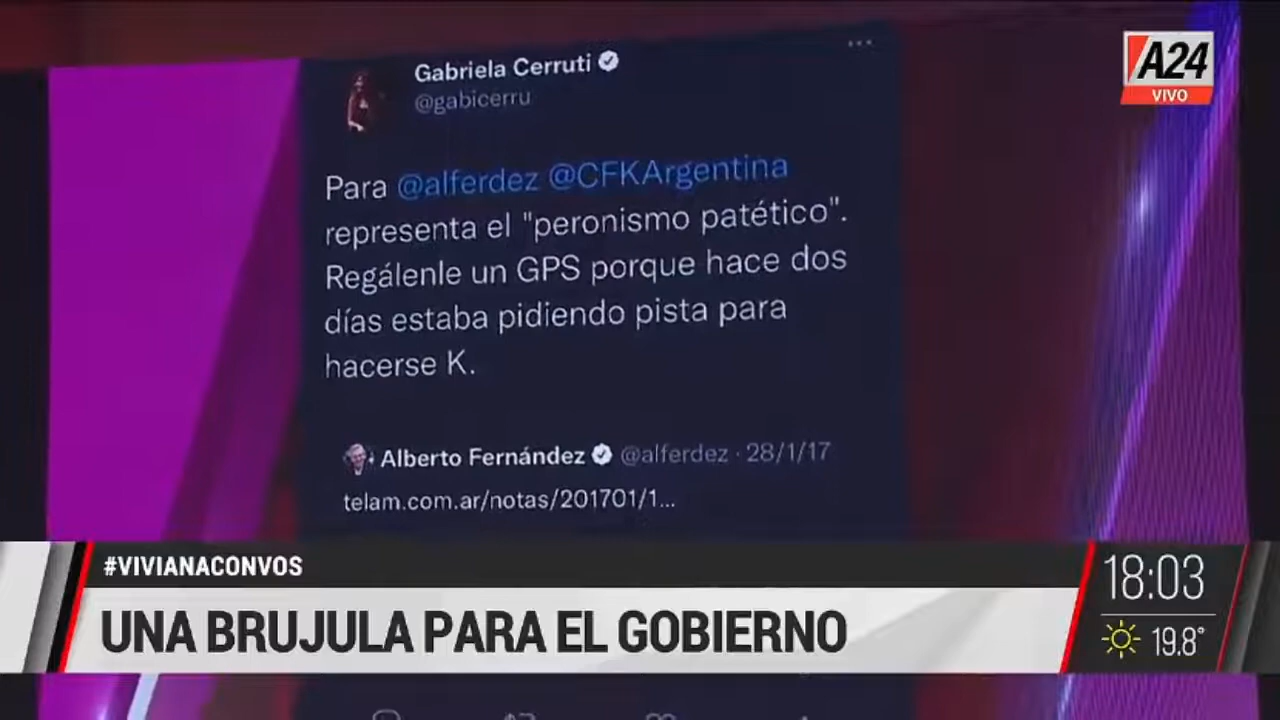 Gabriela Cerruti
@gabicerru
Para @alferdez @CFKArgentina
representa el "peronismo patético".
Regálenle un GPS porque hace dos
días estaba pidiendo pista para
hacerse K.
Alberto Fernández @alferdez · 28/1/17
telam.com.ar/notas/201701/1...
A24
VIVO
#VIVIANACONVOS
UNA BRUJULA PARA EL GOBIERNO
18:03
19.8°